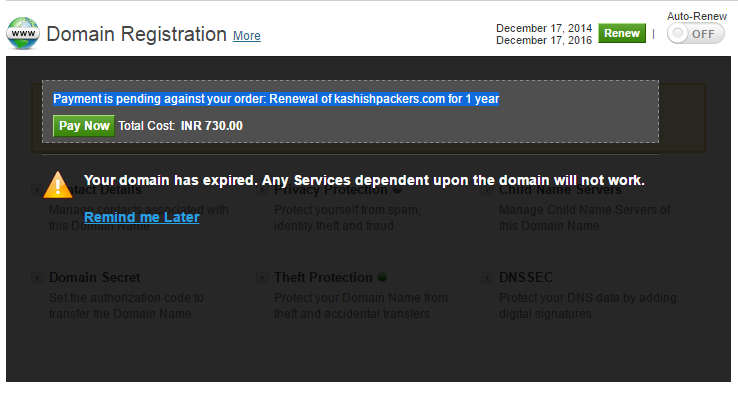 Auto-Renew
www
Domain Registration More
December 17, 2014
December 17, 2016
Renew
|
OFF
Payment is pending against your order: Renewal of kashishpackers.com for 1 year
Pay Now Total Cost: INR 730.00
Your domain has expired. Any Services dependent upon the domain will not work.
Remind me Later
Contact Details
Manage contacts associated with
this Domain Name
Privacy Protection
Protect yourself from spam,
identity theft and fraud
Child Name Servers
Manage Child Name Servers of
this Domain Name
Domain Secret
Set the authorization code to
transfer the Domain Name
Theft Protection
Protect your Domain Name from
theft and accidental transfers
DNSSEC
Protect your DNS data by adding
digital signatures